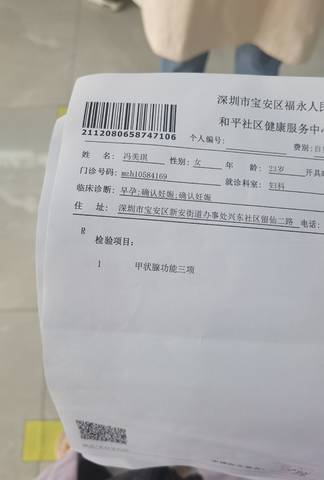 深圳市宝安区福永人民
和平社区健康服务中心
2112080658747106
个人编号:
费别:自
姓 名: 冯美琪 性别: 女 年 龄: 23岁 开具
门诊号码: mzh10584169 就诊科室: 妇科
临床诊断: 早孕;确认妊娠;确认妊娠
住 址: 深圳市宝安区新安街道办事处兴东社区留仙二路 电话:
R
检验项目:
1 甲状腺功能三项